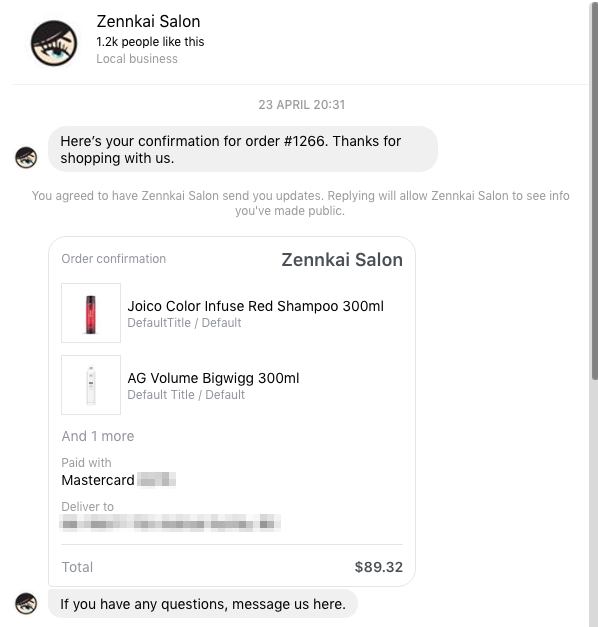 Zennkai Salon
1.2k people like this
Local business
23 APRIL 20:31
Here's your confirmation for order #1266. Thanks for
shopping with us.
You agreed to have Zennkai Salon send you updates. Replying will allow Zennkai Salon to see info
you've made public.
Order confirmation
Zennkai Salon
Joico Color Infuse Red Shampoo 300ml
DefaultTitle / Default
AG Volume Bigwigg 300ml
Default Title / Default
And 1 more
Paid with
Mastercard
Deliver to
Total
$89.32
If you have any questions, message us here.